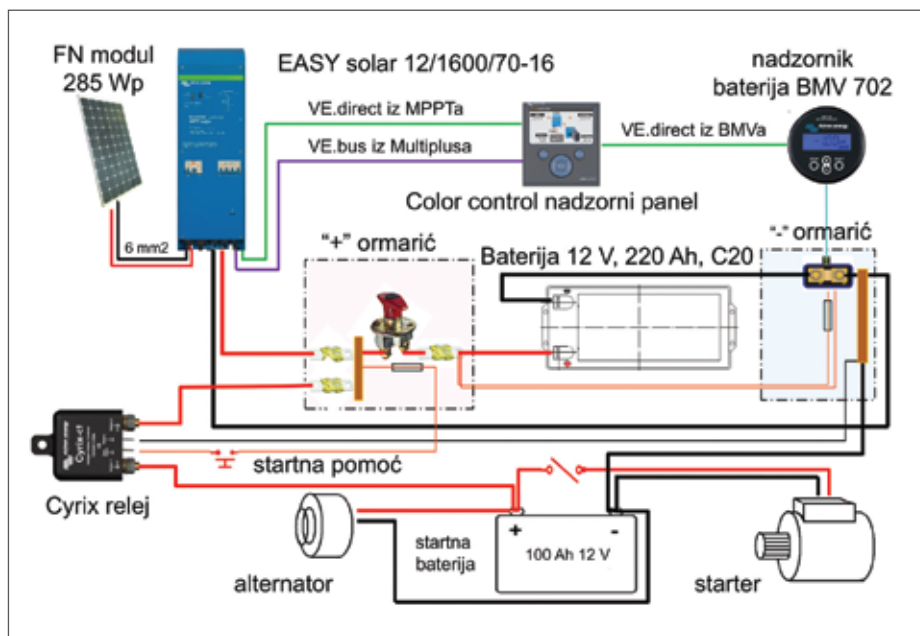 FN modul
285 Wp
EASY solar 12/1600/70-16
nadzornik
baterija BMV 702
VE.direct iz MPPTa
VE.direct iz BMVa
VE.bus iz Multiplusa
Color control nadzorni panel
6 mm2
"+" ormarić
Baterija 12 V, 220 Ah, C20
"-" ormarić
Cyrix-ct
startna pomoć
Cyrix relej
+
-
startna
baterija
100 Ah 12 V
alternator
starter